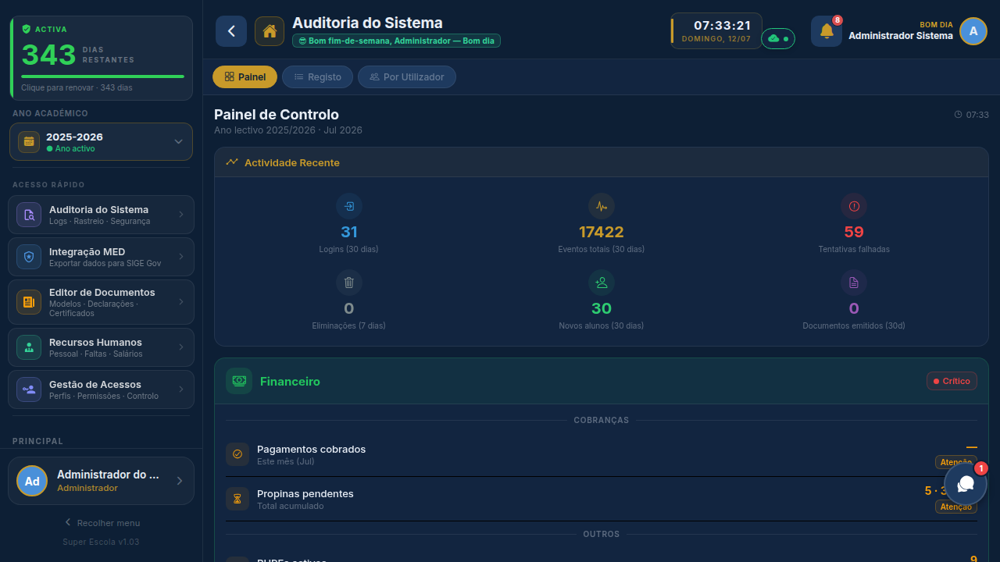 ACTIVA
343 DIAS RESTANTES
Clique para renovar · 343 dias
ANO ACADÉMICO
2025-2026
Ano activo
ACESSO RÁPIDO
Auditoria do Sistema
Logs · Rastreio · Segurança
Integração MED
Exportar dados para SIGE Gov
Editor de Documentos
Modelos · Declarações ·
Certificados
Recursos Humanos
Pessoal · Faltas · Salários
Gestão de Acessos
Perfis · Permissões · Controlo
PRINCIPAL
Ad
Administrador do ...
Administrador
Recolher menu
Super Escola v1.03
Auditoria do Sistema
Bom fim-de-semana, Administrador — Bom dia
07:33:21
DOMINGO, 12/07
8
BOM DIA
Administrador Sistema
A
Painel
Registo
Por Utilizador
Painel de Controlo
Ano lectivo 2025/2026 · Jul 2026
07:33
Actividade Recente
31
Logins (30 dias)
17422
Eventos totais (30 dias)
59
Tentativas falhadas
0
Eliminações (7 dias)
30
Novos alunos (30 dias)
0
Documentos emitidos (30d)
Financeiro
Crítico
COBRANÇAS
Pagamentos cobrados
Este mês (Jul)
—
Atenção
1
Propinas pendentes
Total acumulado
5 ·
Atenção
OUTROS
9